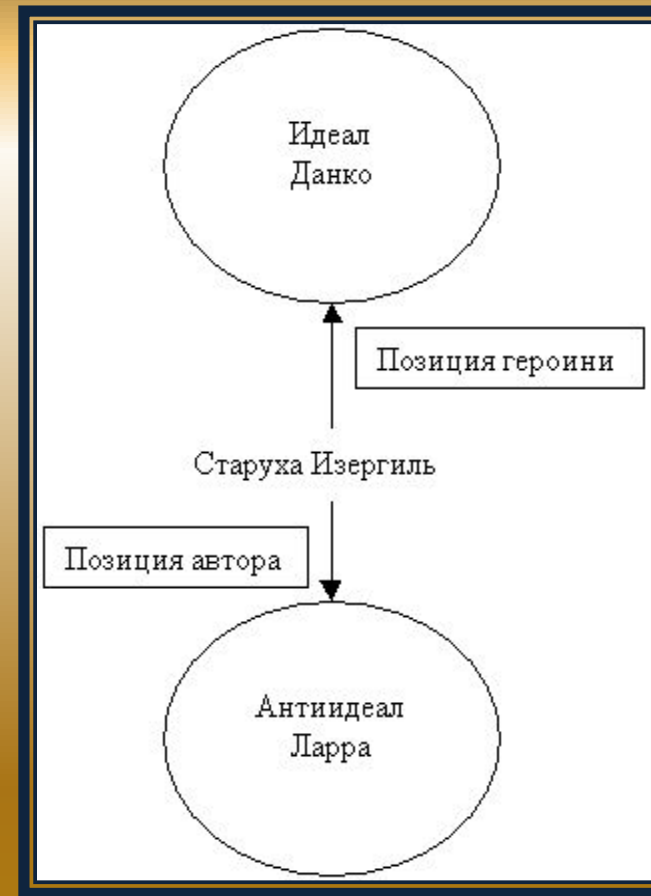 Идеал
Данко
Позиция героини
Старуха Изергиль
Позиция автора
Антиидеал
Ларра